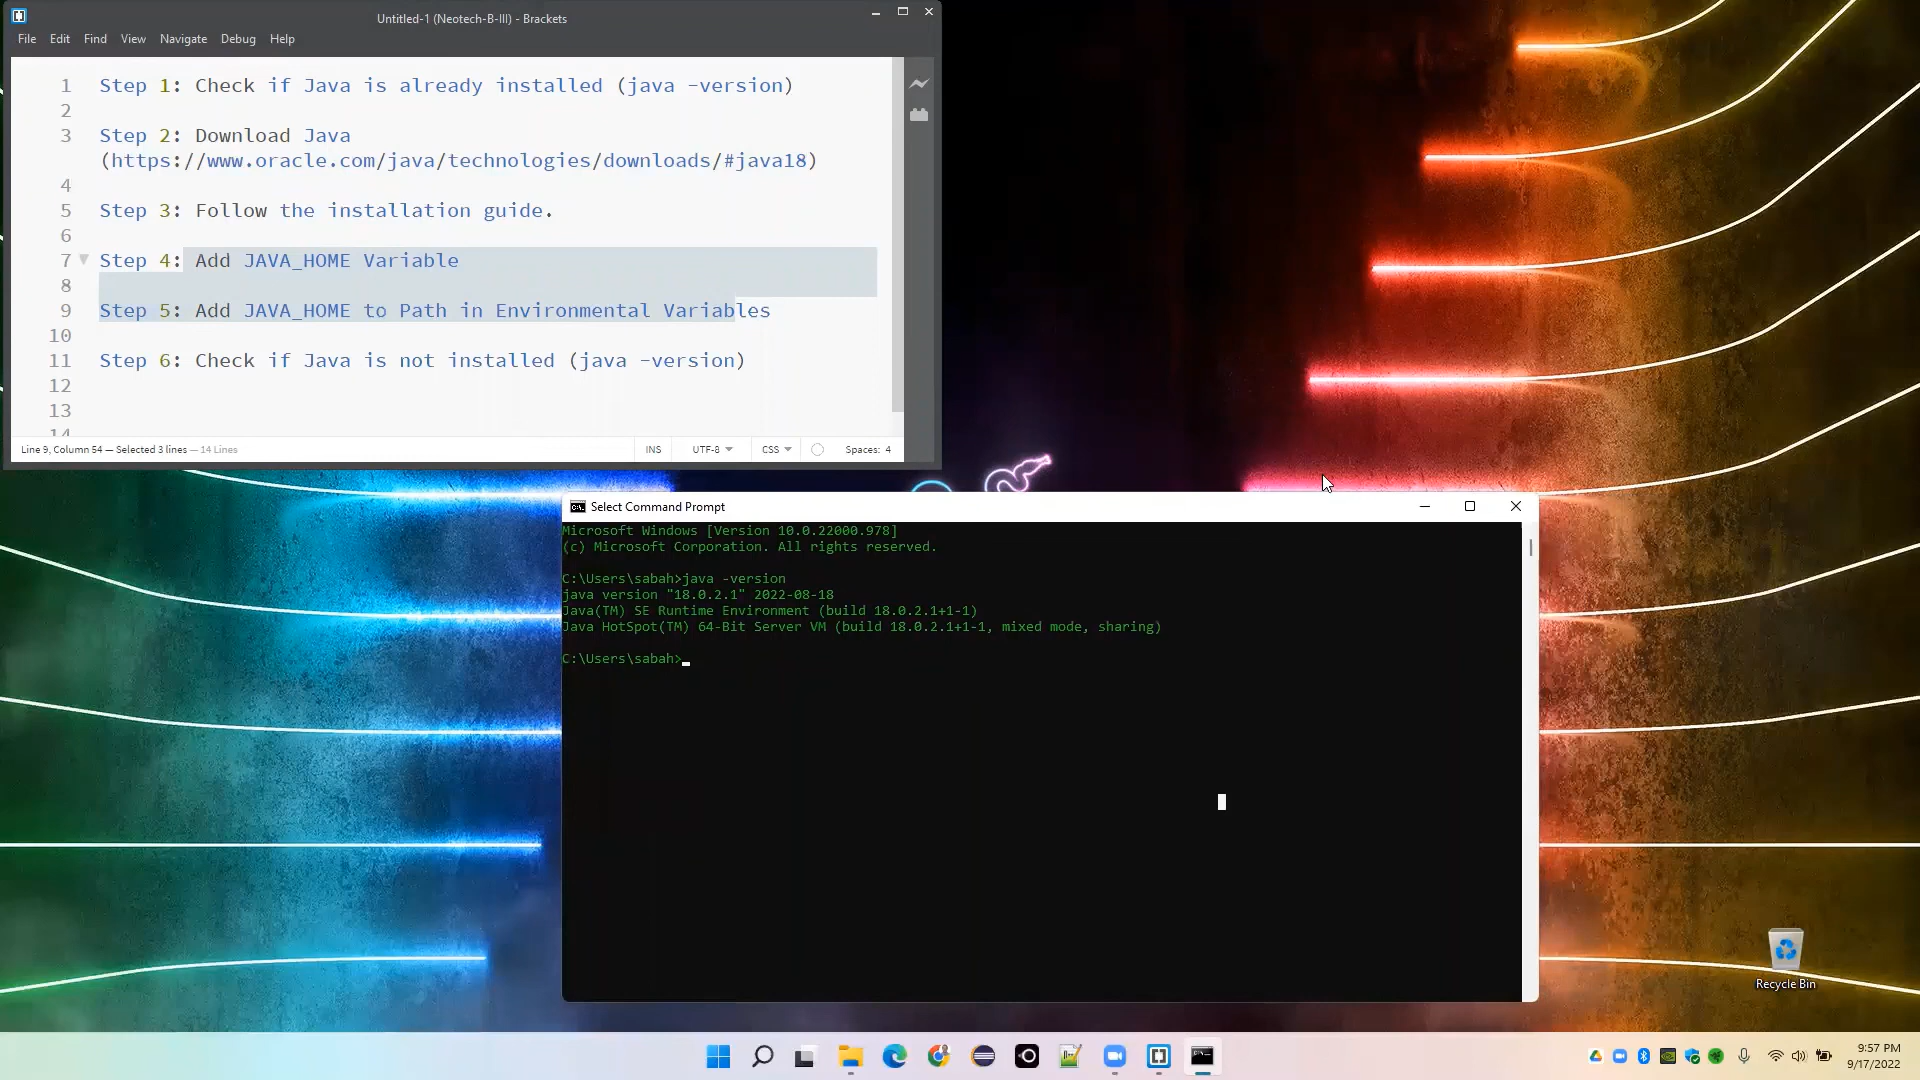 Untitled-1 (Neotech-B-III) - Brackets
File Edit Find View Navigate Debug Help
1 Step 1: Check if Java is already installed (java -version)
2
3 Step 2: Download Java
(https://www.oracle.com/java/technologies/downloads/#java18)
4
5 Step 3: Follow the installation guide.
6
7 Step 4: Add JAVA_HOME Variable
8
9 Step 5: Add JAVA_HOME to Path in Environmental Variables
10
11 Step 6: Check if Java is not installed (java -version)
12
13
14
Line 9, Column 54 — Selected 3 lines — 14 Lines INS UTF-8 CSS Spaces: 4
Select Command Prompt
Microsoft Windows [Version 10.0.22000.978]
(c) Microsoft Corporation. All rights reserved.
C:\Users\sabah>java -version
java version "18.0.2.1" 2022-08-18
Java(TM) SE Runtime Environment (build 18.0.2.1+1-1)
Java HotSpot(TM) 64-Bit Server VM (build 18.0.2.1+1-1, mixed mode, sharing)
C:\Users\sabah>
Recycle Bin
9:57 PM
9/17/2022